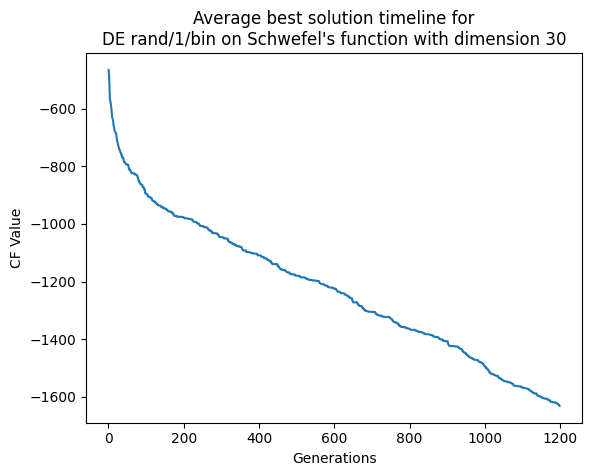 Average best solution timeline for
DE rand/1/bin on Schwefel's function with dimension 30
CF Value
−600
−800
−1000
−1200
−1400
−1600
0 200 400 600 800 1000 1200
Generations